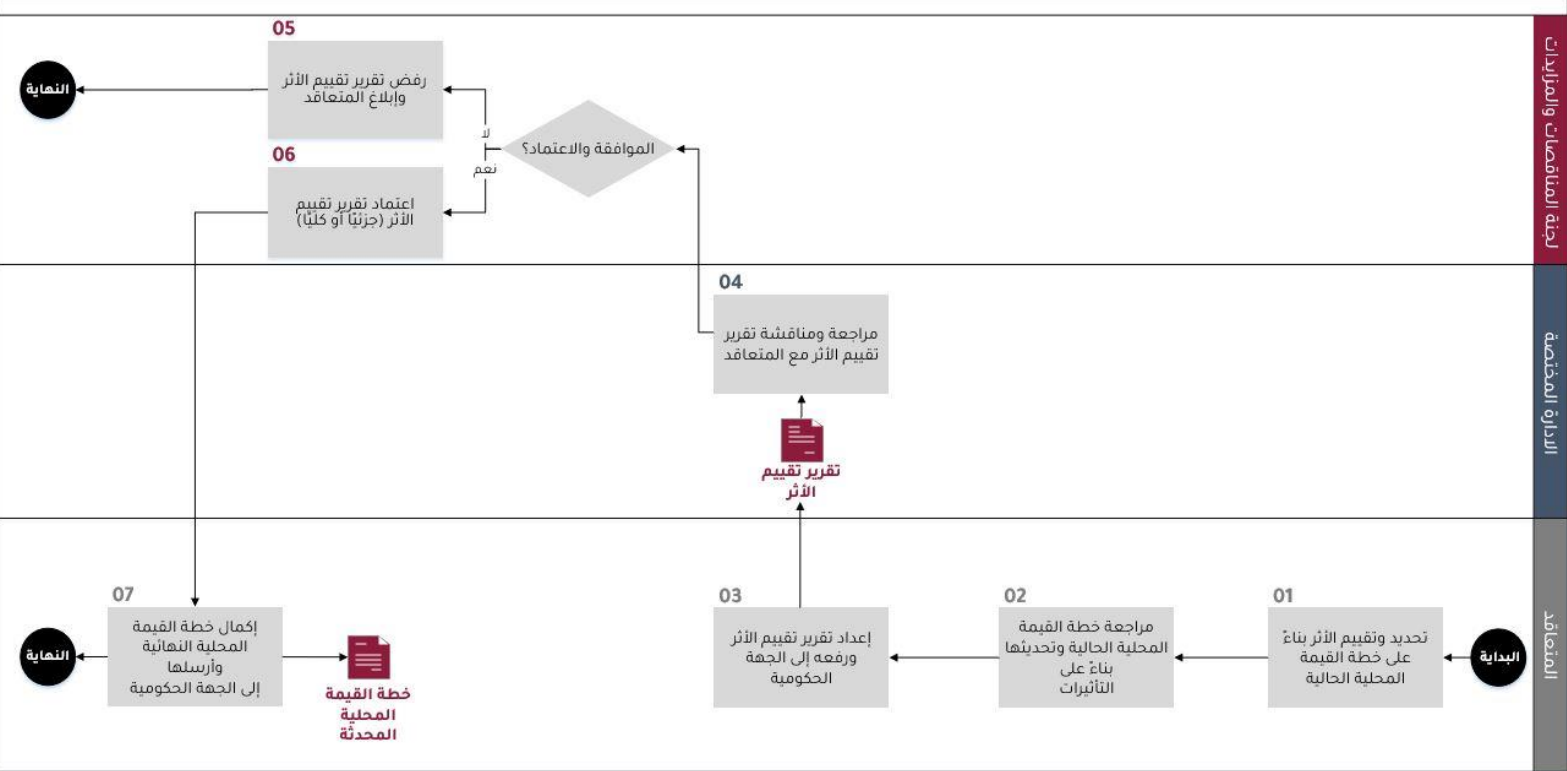 لجنة المناقصات والمزايدات
05
رفض تقرير تقييم الأثر
وإبلاغ المتعاقد
النهاية
الموافقة والاعتماد؟
لا
نعم
06
اعتماد تقرير تقييم
الأثر (جزئيًا أو كليًا)
الادارة المختصة
04
مراجعة ومناقشة تقرير
تقييم الأثر مع المتعاقد
تقرير تقييم
الأثر
المتعاقد
البداية
01
تحديد وتقييم الأثر بناءً
على خطة القيمة
المحلية الحالية
02
مراجعة خطة القيمة
المحلية الحالية وتحديثها
بناءً على
التأثيرات
03
إعداد تقرير تقييم الأثر
ورفعه إلى الجهة
الحكومية
07
إكمال خطة القيمة
المحلية النهائية
وأرسلها
إلى الجهة الحكومية
خطة القيمة
المحلية
المحدثة
النهاية